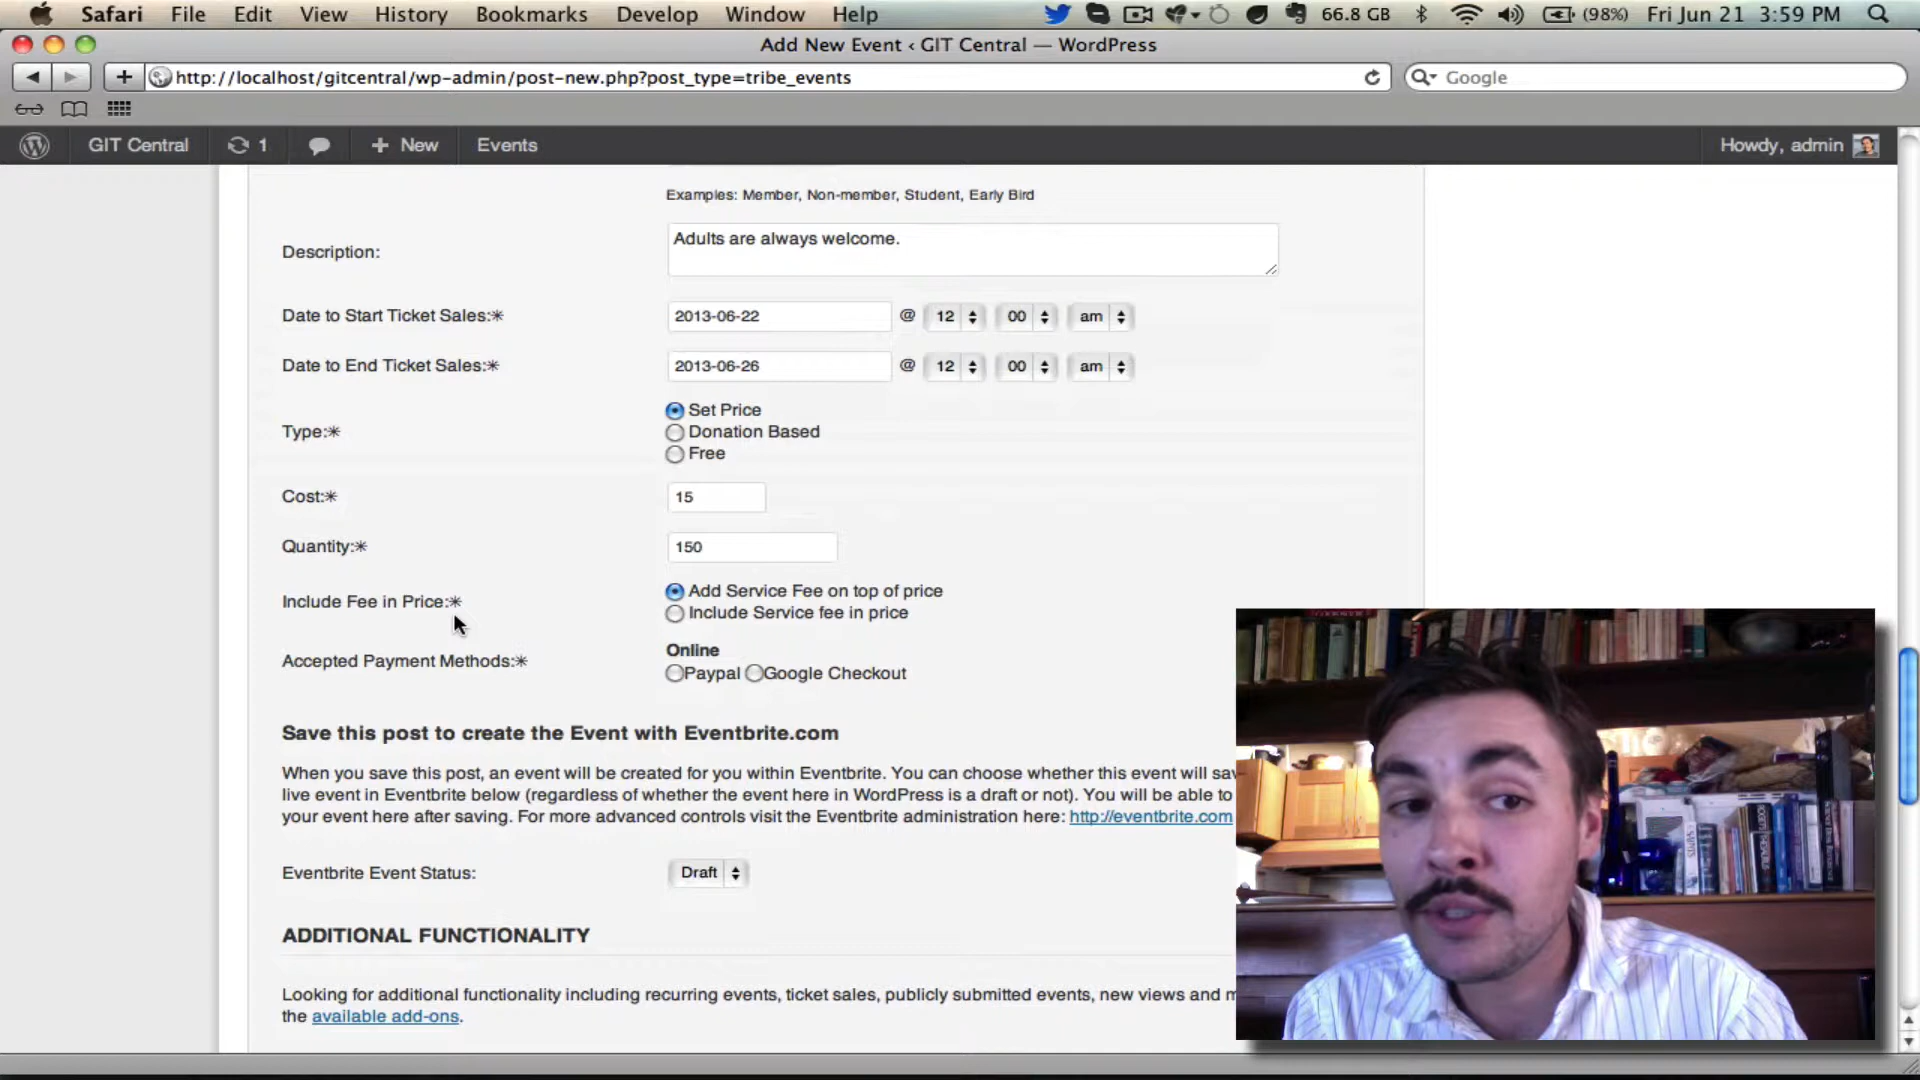 Safari File Edit View History Bookmarks Develop Window Help 66.8 GB (98%) Fri Jun 21 3:59 PM
Add New Event ‹ GIT Central — WordPress
http://localhost/gitcentral/wp-admin/post-new.php?post_type=tribe_events Google
GIT Central 1 + New Events Howdy, admin
Examples: Member, Non-member, Student, Early Bird
Description: Adults are always welcome.
Date to Start Ticket Sales:* 2013-06-22 @ 12 00 am
Date to End Ticket Sales:* 2013-06-26 @ 12 00 am
Set Price
Type:* Donation Based
Free
Cost:* 15
Quantity:* 150
Add Service Fee on top of price
Include Fee in Price:*
Include Service fee in price
Online
Accepted Payment Methods:*
Paypal Google Checkout
Save this post to create the Event with Eventbrite.com
When you save this post, an event will be created for you within Eventbrite. You can choose whether this event will sav
live event in Eventbrite below (regardless of whether the event here in WordPress is a draft or not). You will be able to
your event here after saving. For more advanced controls visit the Eventbrite administration here: http://eventbrite.com
Eventbrite Event Status: Draft
ADDITIONAL FUNCTIONALITY
Looking for additional functionality including recurring events, ticket sales, publicly submitted events, new views and m
the available add-ons.